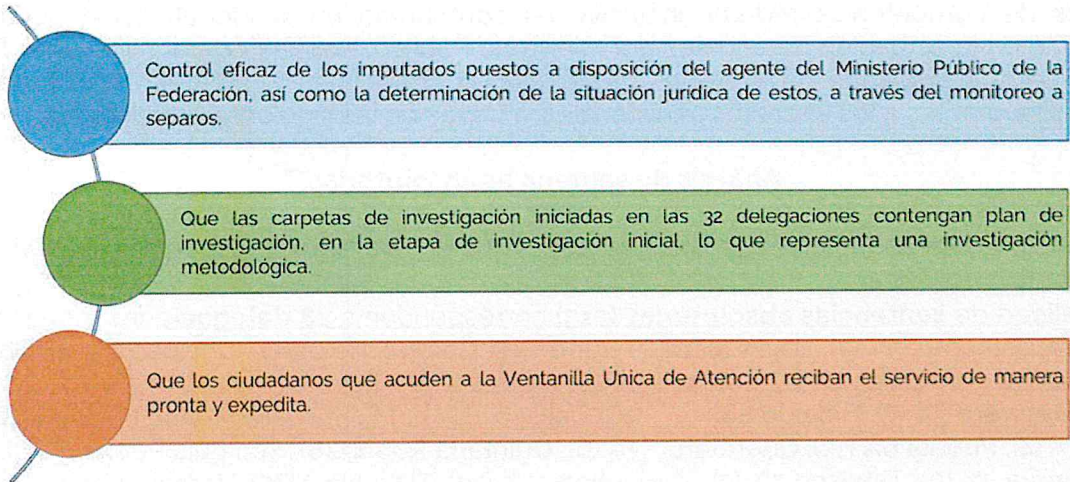 Control eficaz de los imputados puestos a disposición del agente del Ministerio Público de la
Federación, así como la determinación de la situación jurídica de estos, a través del monitoreo a
separos.
Que las carpetas de investigación iniciadas en las 32 delegaciones contengan plan de
investigación, en la etapa de investigación inicial, lo que representa una investigación
metodológica.
Que los ciudadanos que acuden a la Ventanilla Única de Atención reciban el servicio de manera
pronta y expedita.